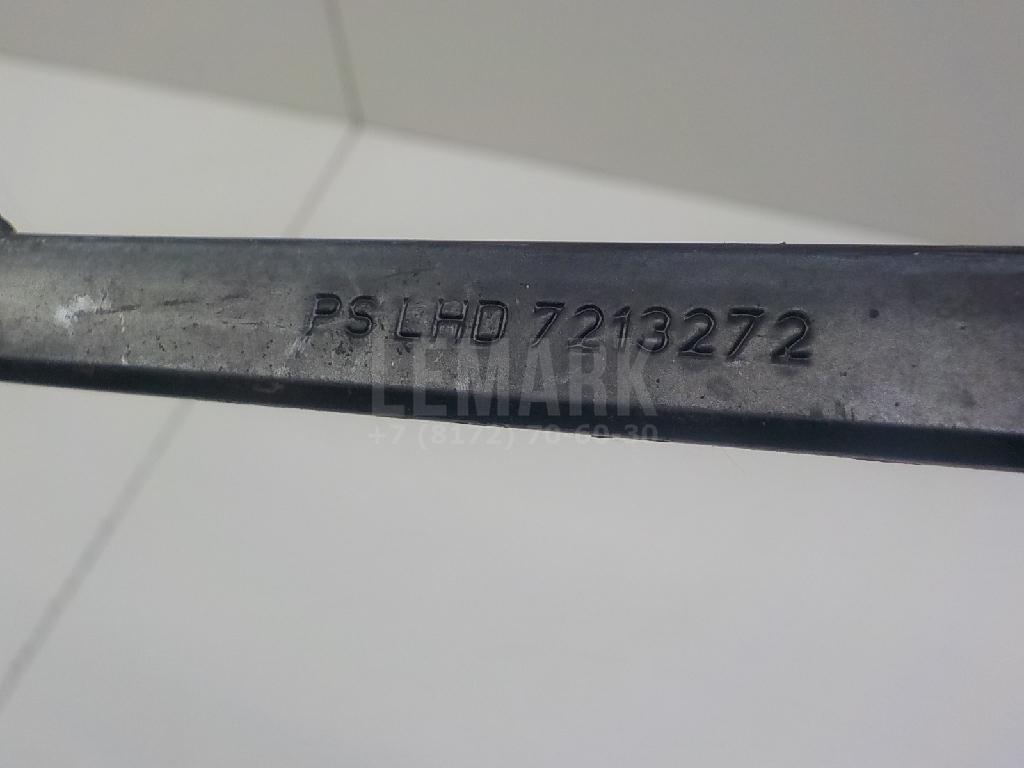 PS LHD 7213272
LEMARK
+7 (8172) 70-60-30